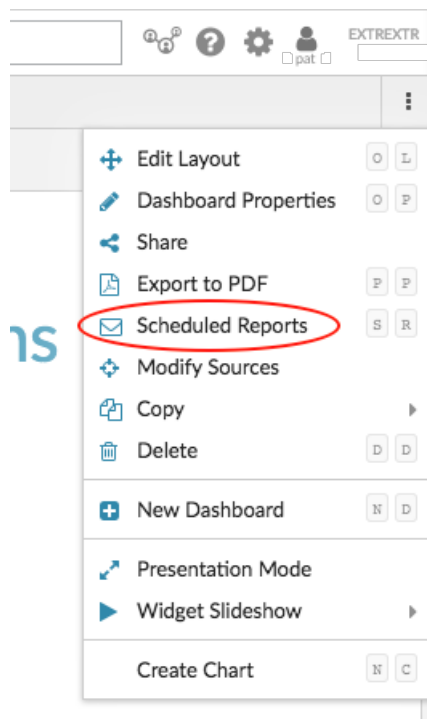 EXTREXTR
pat
ns
Edit Layout O L
Dashboard Properties O P
Share
Export to PDF P P
Scheduled Reports S R
Modify Sources
Copy
Delete D D
New Dashboard N D
Presentation Mode
Widget Slideshow
Create Chart N C